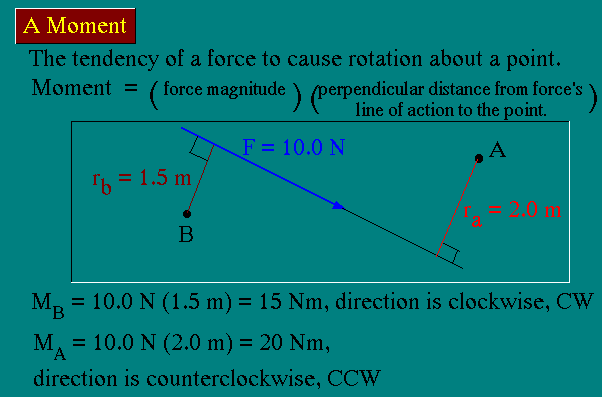 A Moment
The tendency of a force to cause rotation about a point.
Moment = ( force magnitude ) ( perpendicular distance from force's
line of action to the point. )
F = 10.0 N
A
r_b = 1.5 m
r_a = 2.0 m
B
M_B = 10.0 N (1.5 m) = 15 Nm, direction is clockwise, CW
M_A = 10.0 N (2.0 m) = 20 Nm,
direction is counterclockwise, CCW